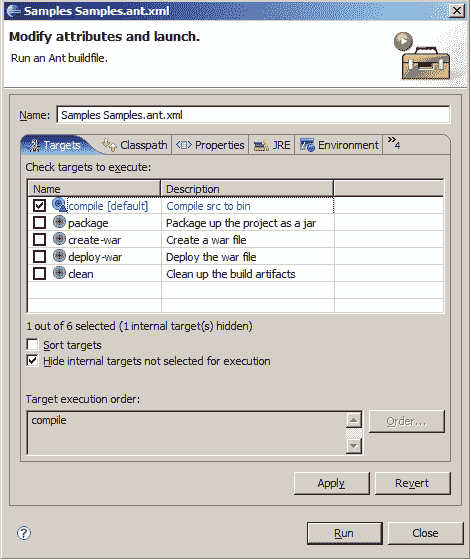 Samples Samples.ant.xml
Modify attributes and launch.
Run an Ant buildfile.
Name: Samples Samples.ant.xml
Targets Classpath Properties JRE Environment »4
Check targets to execute:
Name Description
compile [default] Compile src to bin
package Package up the project as a jar
create-war Create a war file
deploy-war Deploy the war file
clean Clean up the build artifacts
1 out of 6 selected (1 internal target(s) hidden)
Sort targets
Hide internal targets not selected for execution
Target execution order:
compile
Order...
Apply Revert
? Run Close